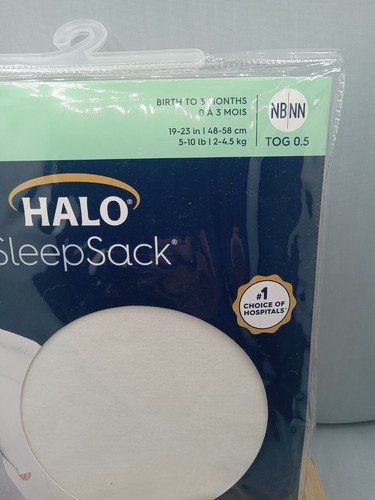 BIRTH TO 3 MONTHS
0 À 3 MOIS
19-23 in | 48-58 cm
5-10 lb | 2-4.5 kg
NB|NN
TOG 0.5
HALO®
SleepSack®
#1
CHOICE OF
HOSPITALS™